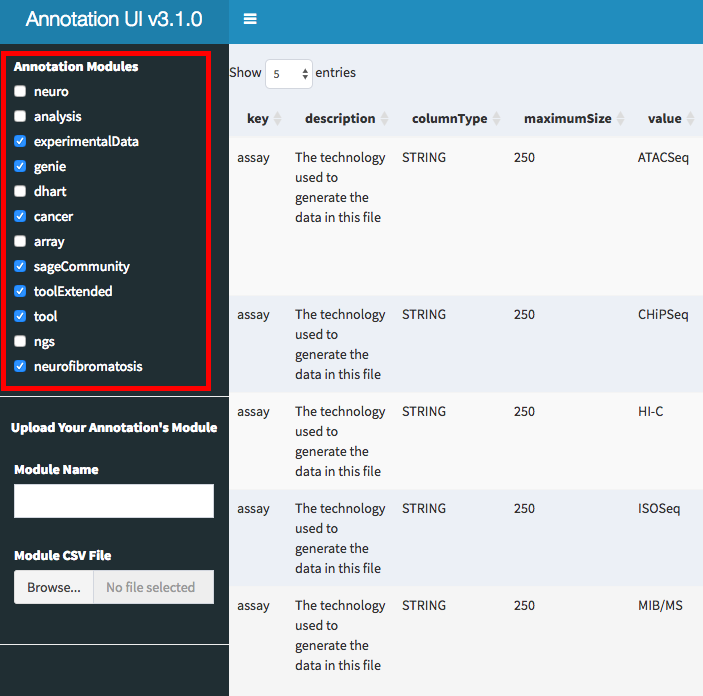 Annotation UI v3.1.0
Annotation Modules
neuro
analysis
experimentalData
genie
dhart
cancer
array
sageCommunity
toolExtended
tool
ngs
neurofibromatosis
Upload Your Annotation's Module
Module Name
Module CSV File
Browse... No file selected
Show 5 entries
key description columnType maximumSize value
assay The technology STRING 250 ATACSeq
used to
generate the
data in this file
assay The technology STRING 250 CHiPSeq
used to
generate the
data in this file
assay The technology STRING 250 HI-C
used to
generate the
data in this file
assay The technology STRING 250 ISOSeq
used to
generate the
data in this file
assay The technology STRING 250 MIB/MS
used to
generate the
data in this file